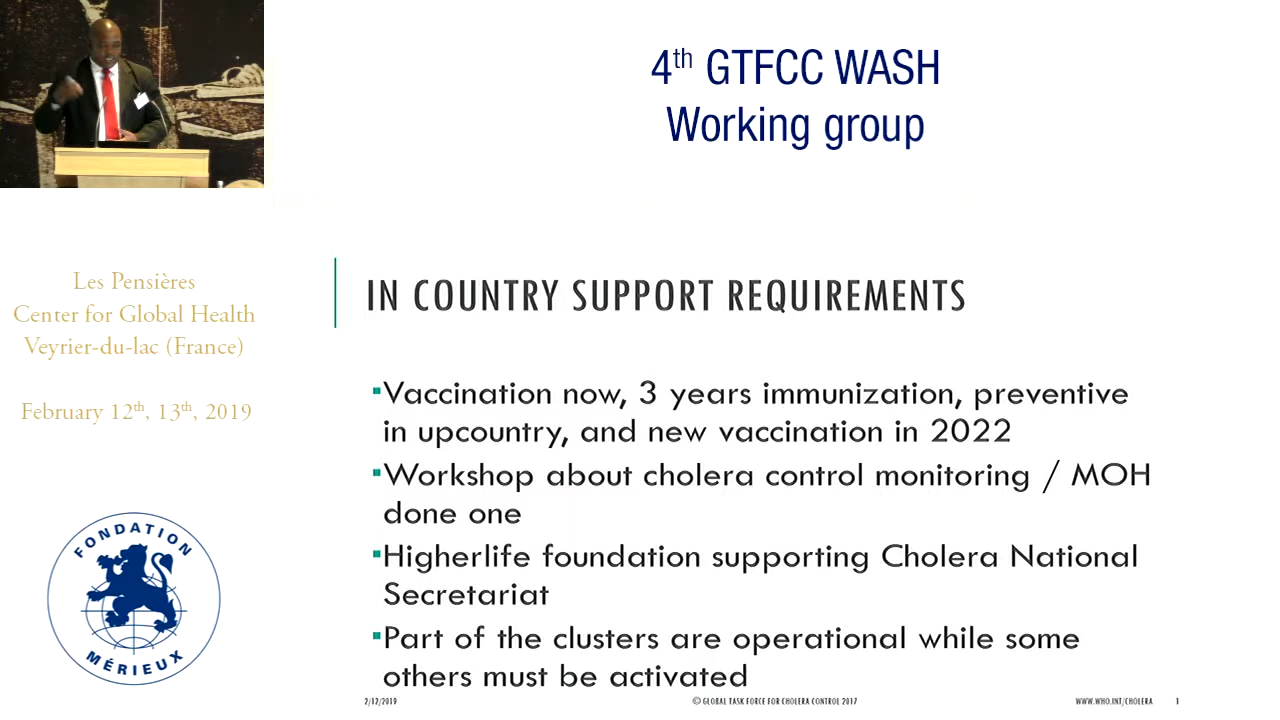 4th GTFCC WASH
Working group
Les Pensières
Center for Global Health
Veyrier-du-lac (France)
February 12th, 13th, 2019
FONDATION
MÉRIEUX
IN COUNTRY SUPPORT REQUIREMENTS
▪Vaccination now, 3 years immunization, preventive
in upcountry, and new vaccination in 2022
▪Workshop about cholera control monitoring / MOH
done one
▪Higherlife foundation supporting Cholera National
Secretariat
▪Part of the clusters are operational while some
others must be activated
2/12/2019
© GLOBAL TASK FORCE FOR CHOLERA CONTROL 2017
WWW.WHO.INT/CHOLERA
1